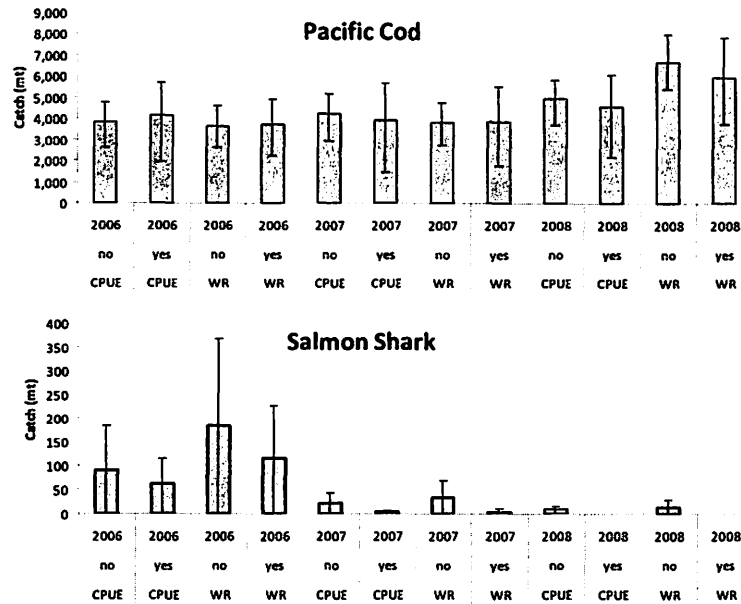 Pacific Cod
Catch (mt)
9,000
8,000
7,000
6,000
5,000
4,000
3,000
2,000
1,000
0
2006 2006 2006 2006 2007 2007 2007 2007 2008 2008 2008 2008
no yes no yes no yes no yes no yes no yes
CPUE CPUE WR WR CPUE CPUE WR WR CPUE CPUE WR WR
Salmon Shark
Catch (mt)
400
350
300
250
200
150
100
50
0
2006 2006 2006 2006 2007 2007 2007 2007 2008 2008 2008 2008
no yes no yes no yes no yes no yes no yes
CPUE CPUE WR WR CPUE CPUE WR WR CPUE CPUE WR WR